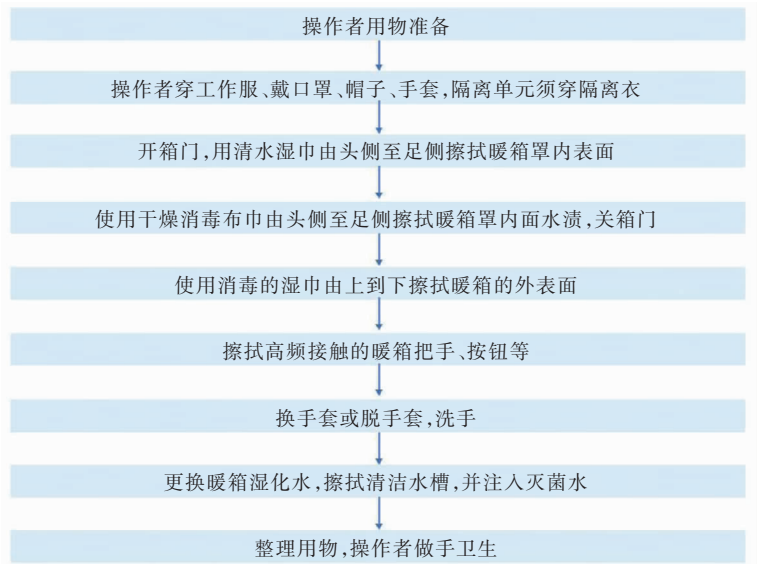 操作者用物准备
操作者穿工作服、戴口罩、帽子、手套,隔离单元须穿隔离衣
开箱门,用清水湿巾由头侧至足侧擦拭暖箱罩内表面
使用干燥消毒布巾由头侧至足侧擦拭暖箱罩内面水渍,关箱门
使用消毒的湿巾由上到下擦拭暖箱的外表面
擦拭高频接触的暖箱把手、按钮等
换手套或脱手套,洗手
更换暖箱湿化水,擦拭清洁水槽,并注入灭菌水
整理用物,操作者做手卫生